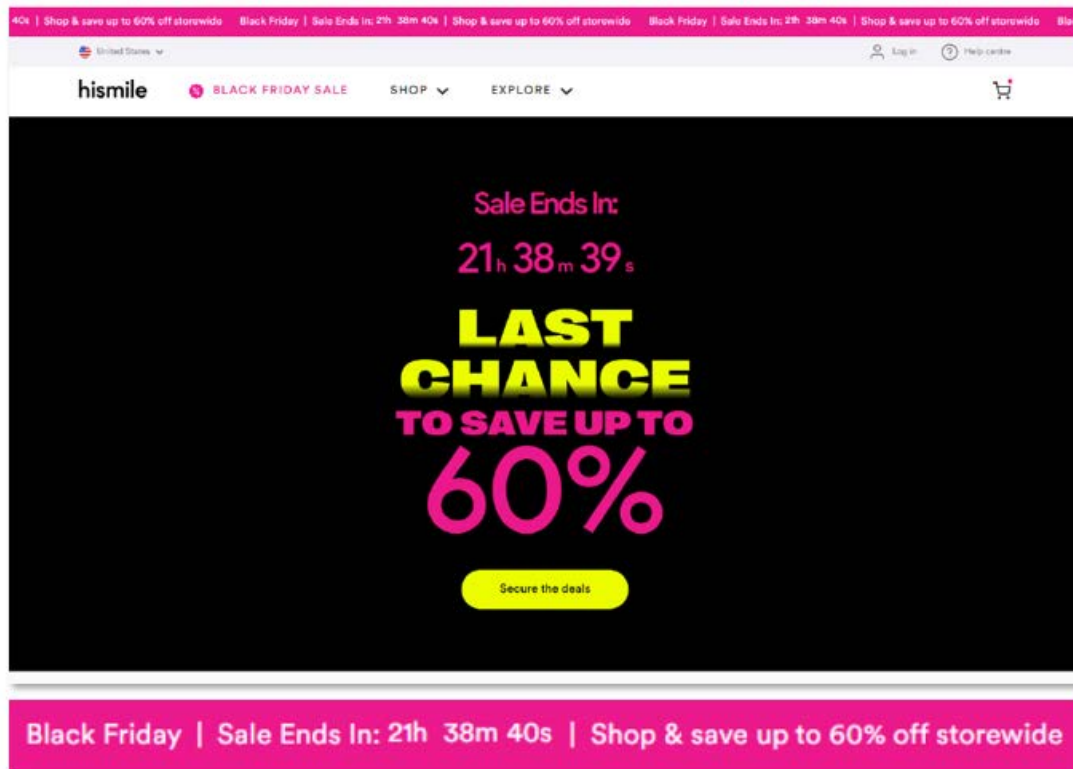 40s | Shop & save up to 60% off storewide Black Friday | Sale Ends In: 21h 38m 40s | Shop & save up to 60% off storewide Black Friday | Sale Ends In: 21h 38m 40s | Shop & save up to 60% off storewide Bla
United States Log in Help centre
hismile % BLACK FRIDAY SALE SHOP EXPLORE
Sale Ends In:
21h 38m 39s
LAST
CHANCE
TO SAVE UP TO
60%
Secure the deals
Black Friday | Sale Ends In: 21h 38m 40s | Shop & save up to 60% off storewide